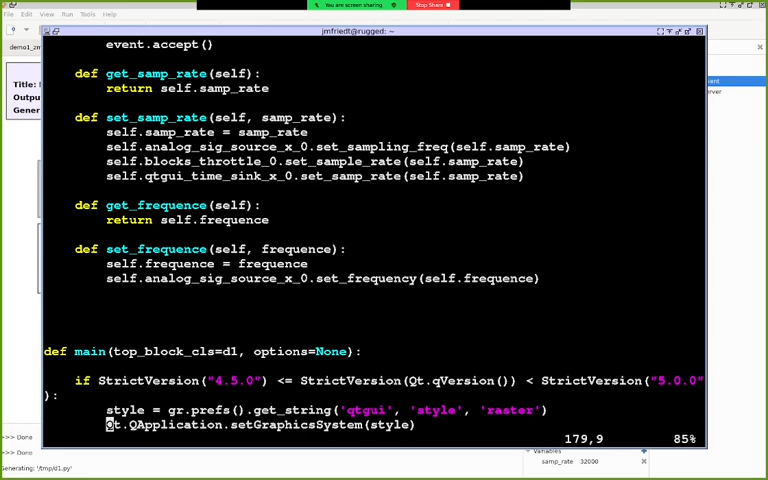 You are screen sharing
Stop Share
File Edit View Run Tools Help
jmfriedt@rugged: ~
event.accept()
def get_samp_rate(self):
return self.samp_rate
def set_samp_rate(self, samp_rate):
self.samp_rate = samp_rate
self.analog_sig_source_x_0.set_sampling_freq(self.samp_rate)
self.blocks_throttle_0.set_sample_rate(self.samp_rate)
self.qtgui_time_sink_x_0.set_samp_rate(self.samp_rate)
def get_frequence(self):
return self.frequence
def set_frequence(self, frequence):
self.frequence = frequence
self.analog_sig_source_x_0.set_frequency(self.frequence)
def main(top_block_cls=d1, options=None):
if StrictVersion("4.5.0") <= StrictVersion(Qt.qVersion()) < StrictVersion("5.0.0"
):
style = gr.prefs().get_string('qtgui', 'style', 'raster')
Qt.QApplication.setGraphicsSystem(style)
179,9 85%
Title:
>>> Done
>>> Done
Generating: '/tmp/d1.py'
Variables
samp_rate 32000